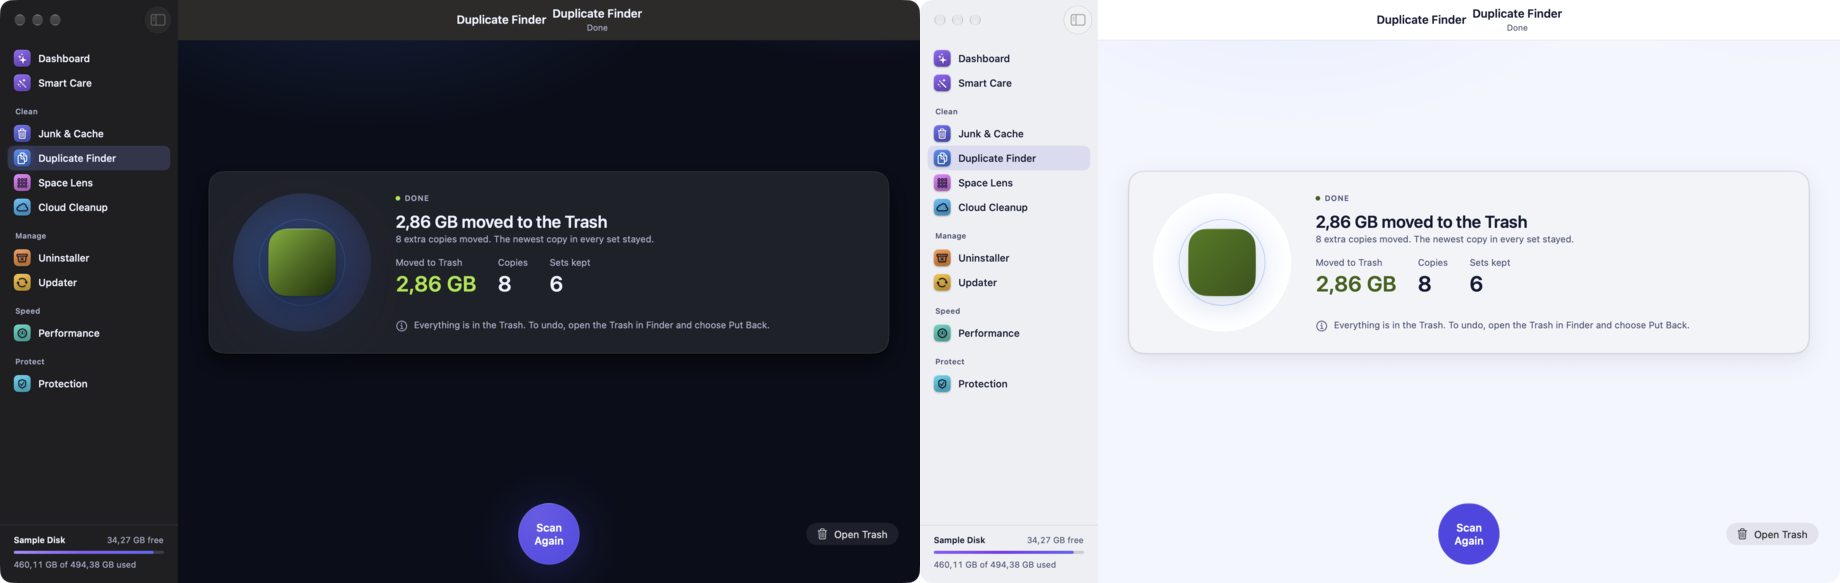 Duplicate Finder
Duplicate Finder
Done
Dashboard
Smart Care
Clean
Junk & Cache
Duplicate Finder
Space Lens
Cloud Cleanup
Manage
Uninstaller
Updater
Speed
Performance
Protect
Protection
Sample Disk 34,27 GB free
460,11 GB of 494,38 GB used
DONE
2,86 GB moved to the Trash
8 extra copies moved. The newest copy in every set stayed.
Moved to Trash Copies Sets kept
2,86 GB 8 6
Everything is in the Trash. To undo, open the Trash in Finder and choose Put Back.
Scan
Again
Open Trash
Duplicate Finder
Duplicate Finder
Done
Dashboard
Smart Care
Clean
Junk & Cache
Duplicate Finder
Space Lens
Cloud Cleanup
Manage
Uninstaller
Updater
Speed
Performance
Protect
Protection
Sample Disk 34,27 GB free
460,11 GB of 494,38 GB used
DONE
2,86 GB moved to the Trash
8 extra copies moved. The newest copy in every set stayed.
Moved to Trash Copies Sets kept
2,86 GB 8 6
Everything is in the Trash. To undo, open the Trash in Finder and choose Put Back.
Scan
Again
Open Trash